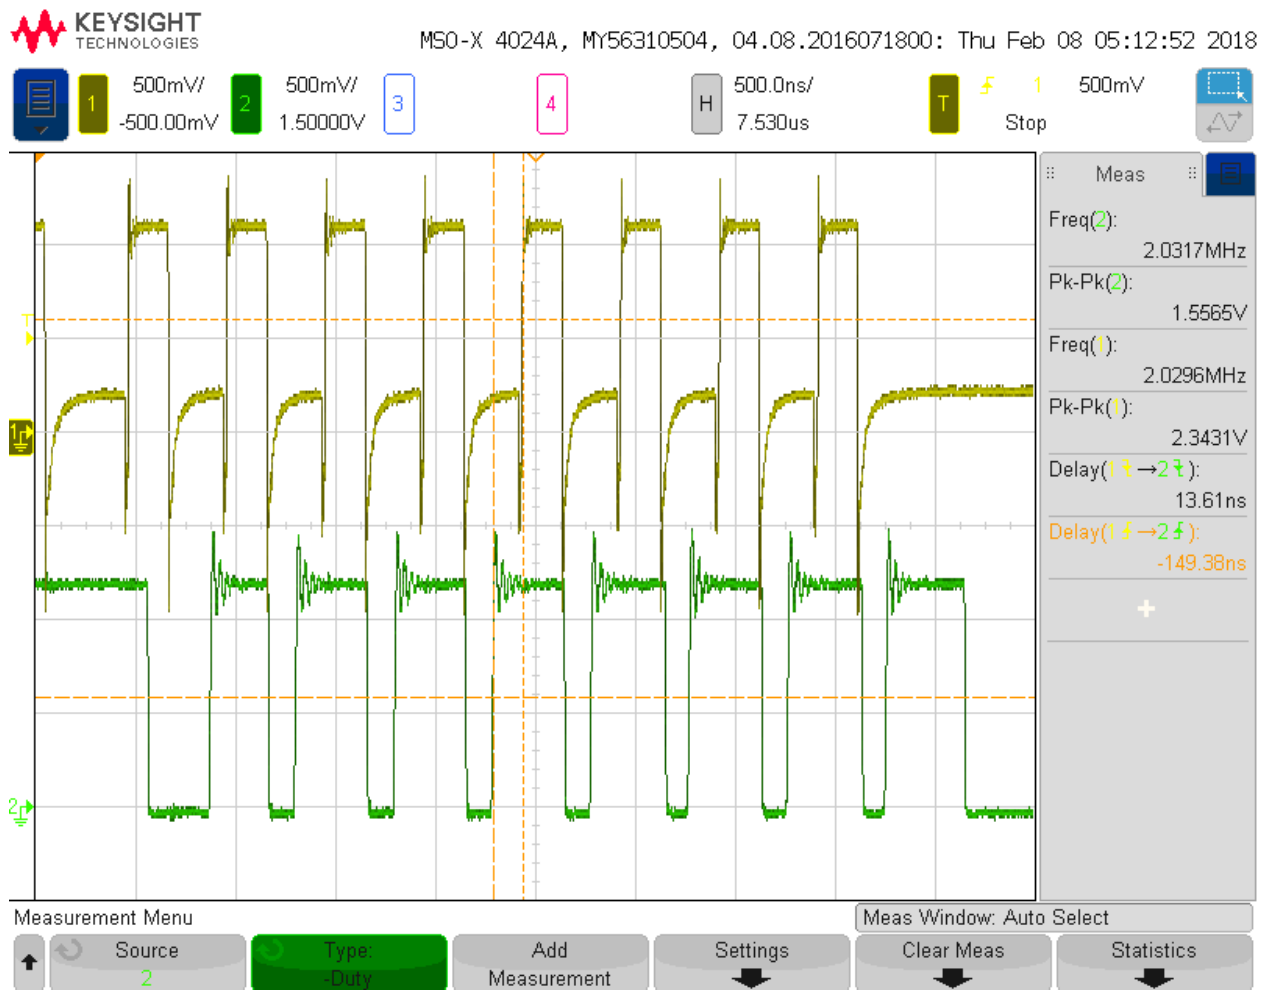 KEYSIGHT
TECHNOLOGIES
MSO-X 4024A, MY56310504, 04.08.2016071800: Thu Feb 08 05:12:52 2018
1 500mV/ 2 500mV/ 3 4 H 500.0ns/ T 1 500mV
-500.00mV 1.50000V 7.530us Stop
Meas
Freq(2):
2.0317MHz
Pk-Pk(2):
1.5565V
Freq(1):
2.0296MHz
Pk-Pk(1):
2.3431V
Delay(1→2):
13.61ns
Delay(1→2):
-149.38ns
+
T
1
2
Measurement Menu
Meas Window: Auto Select
Source
2
Type:
-Duty
Add
Measurement
Settings
Clear Meas
Statistics